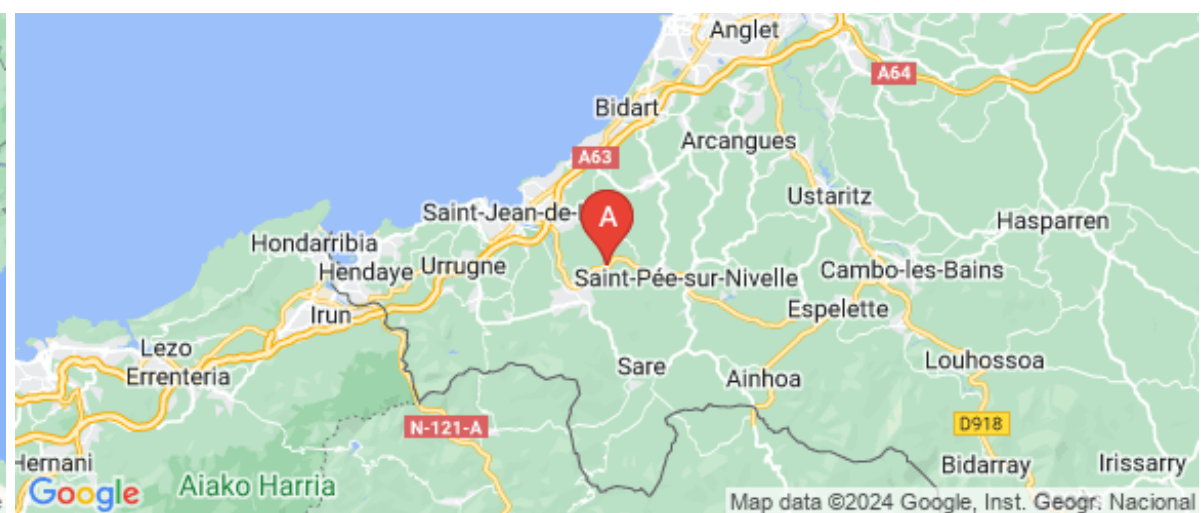 Anglet
A64
Bidart
A63
Arcangues
Ustaritz
Saint-Jean-de-
A
Hasparren
Hondarribia
Hendaye
Urrugne
Saint-Pée-sur-Nivelle
Cambo-les-Bains
Irun
Espelette
Lezo
Errenteria
Sare
Ainhoa
Louhossoa
N-121-A
D918
Hernani
Bidarray
Irissarry
Aiako Harria
Google
Map data ©2024 Google, Inst. Geogr. Nacional